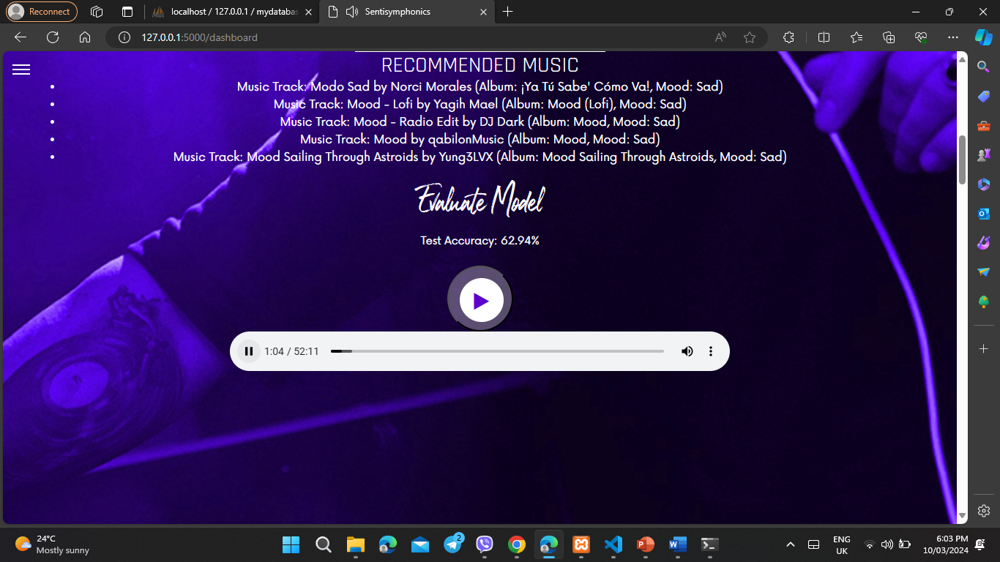 Reconnect
localhost / 127.0.0.1 / mydatabas
Sentisymphonics
127.0.0.1:5000/dashboard
RECOMMENDED MUSIC
Music Track: Modo Sad by Norci Morales (Album: ¡Ya Tú Sabe' Cómo Va!, Mood: Sad)
Music Track: Mood - Lofi by Yagih Mael (Album: Mood (Lofi), Mood: Sad)
Music Track: Mood - Radio Edit by DJ Dark (Album: Mood, Mood: Sad)
Music Track: Mood by qabilonMusic (Album: Mood, Mood: Sad)
Music Track: Mood Sailing Through Astroids by Yung3LVX (Album: Mood Sailing Through Astroids, Mood: Sad)
Evaluate Model
Test Accuracy: 62.94%
1:04 / 52:11
24°C
Mostly sunny
2
ENG
UK
6:03 PM
10/03/2024